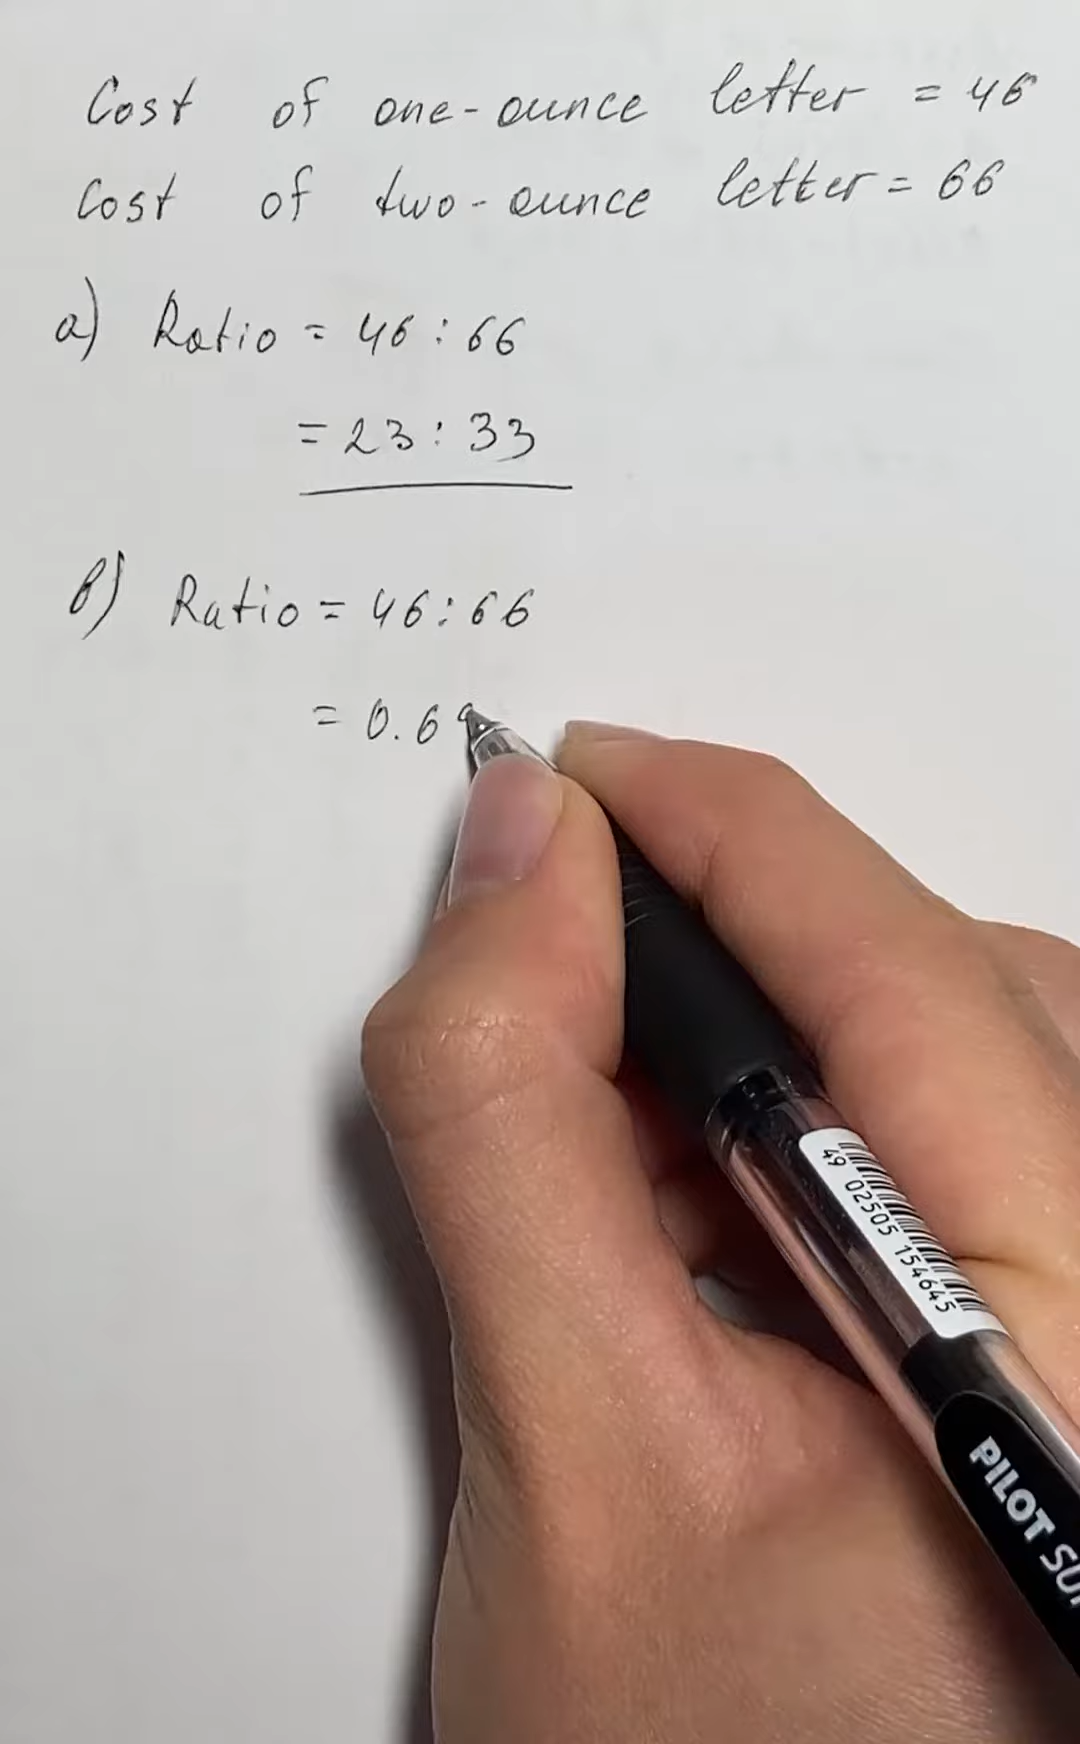 Cost of one-ounce letter = 46
Cost of two-ounce letter = 66
a) Ratio = 46 : 66
= 23 : 33
b) Ratio = 46 : 66
= 0.69
49 02505 154645
PILOT